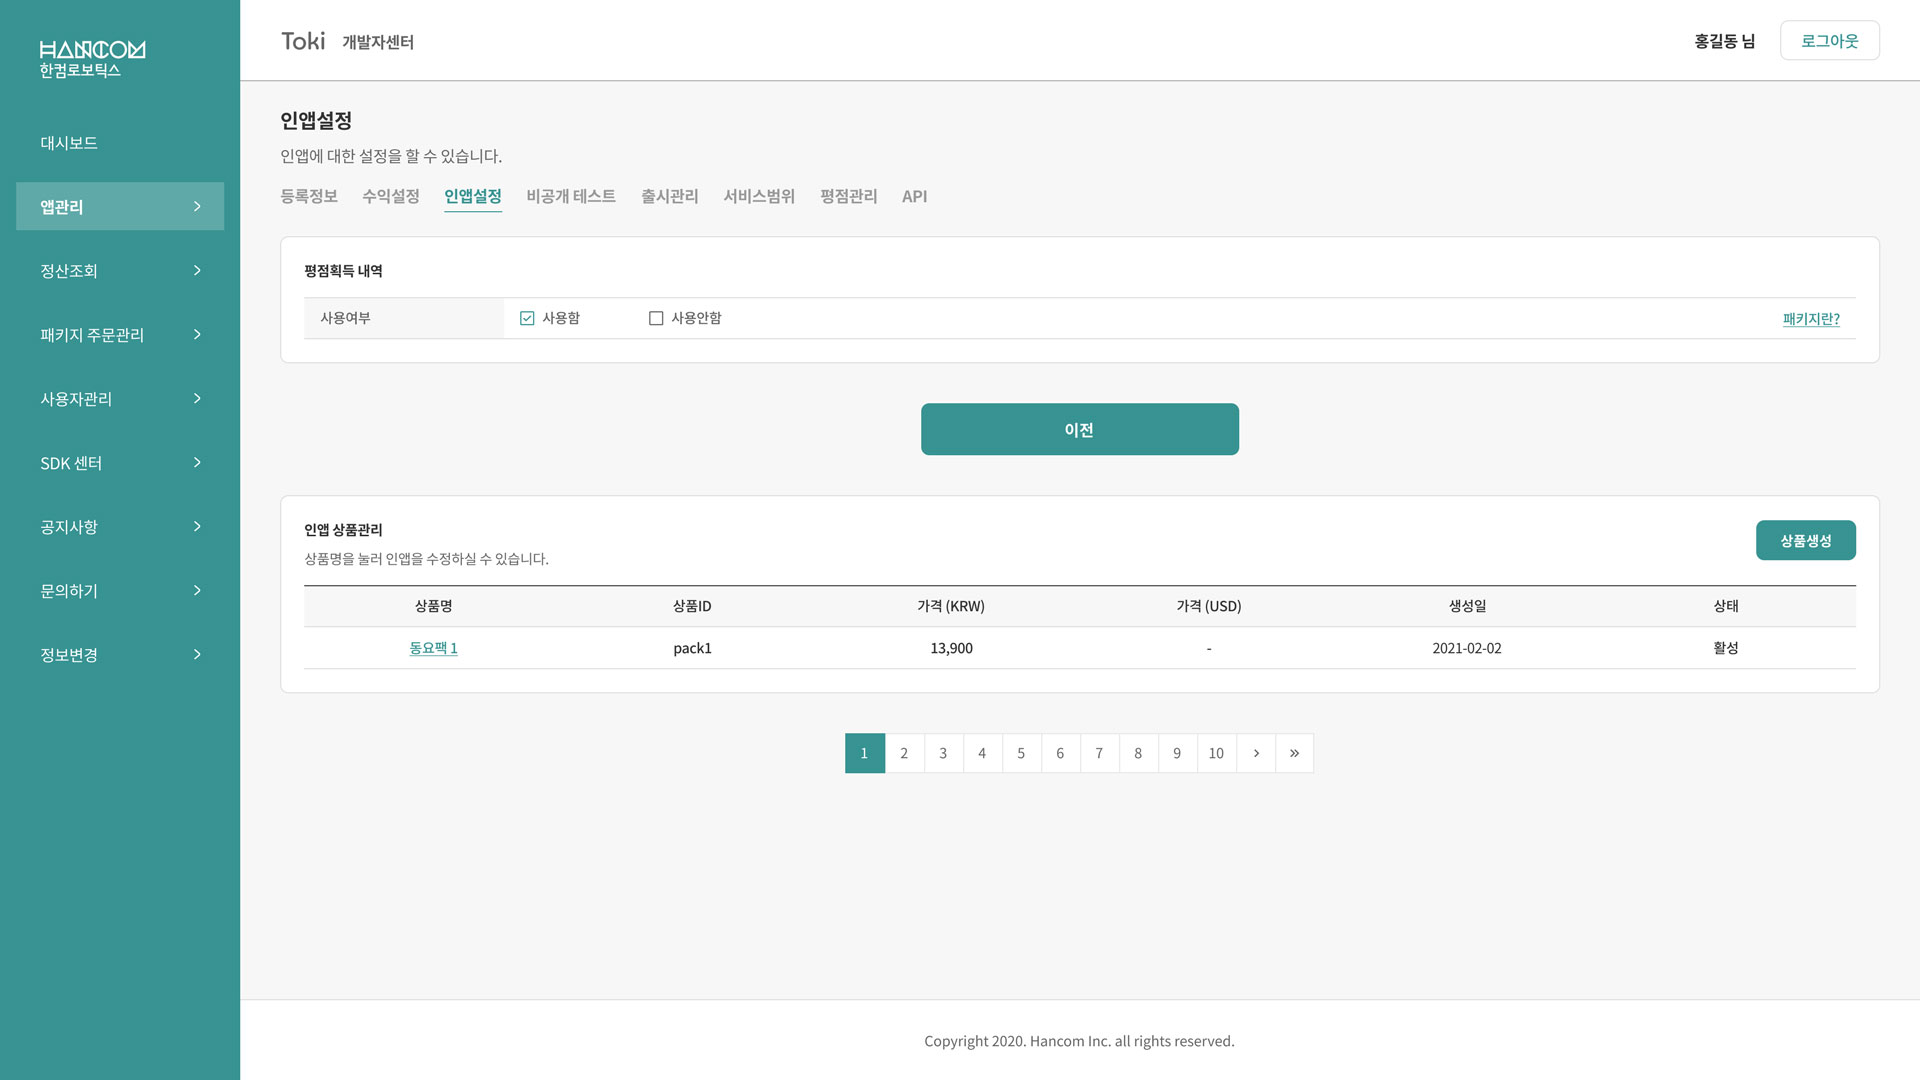 HANCOM
한컴로보틱스
대시보드
앱관리
정산조회
패키지 주문관리
사용자관리
SDK 센터
공지사항
문의하기
정보변경
Toki 개발자센터
홍길동 님
로그아웃
인앱설정
인앱에 대한 설정을 할 수 있습니다.
등록정보 수익설정 인앱설정 비공개 테스트 출시관리 서비스범위 평점관리 API
평점획득 내역
사용여부 사용함 사용안함 패키지란?
이전
인앱 상품관리
상품명을 눌러 인앱을 수정하실 수 있습니다.
상품생성
상품명 상품ID 가격 (KRW) 가격 (USD) 생성일 상태
동요팩 1 pack1 13,900 - 2021-02-02 활성
1 2 3 4 5 6 7 8 9 10 › »
Copyright 2020. Hancom Inc. all rights reserved.